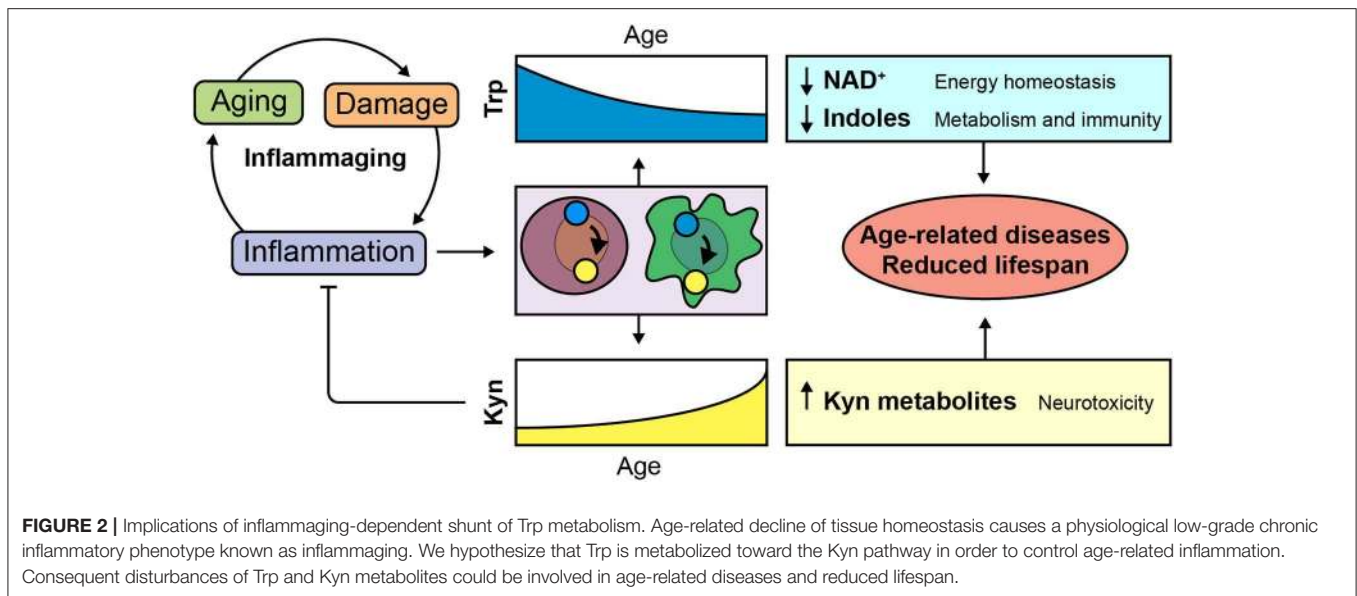 Aging
Damage
Inflammaging
Inflammation
Age
Trp
Kyn
Age
↓ NAD⁺ Energy homeostasis
↓ Indoles Metabolism and immunity
Age-related diseases
Reduced lifespan
↑ Kyn metabolites Neurotoxicity
FIGURE 2 | Implications of inflammaging-dependent shunt of Trp metabolism. Age-related decline of tissue homeostasis causes a physiological low-grade chronic
inflammatory phenotype known as inflammaging. We hypothesize that Trp is metabolized toward the Kyn pathway in order to control age-related inflammation.
Consequent disturbances of Trp and Kyn metabolites could be involved in age-related diseases and reduced lifespan.